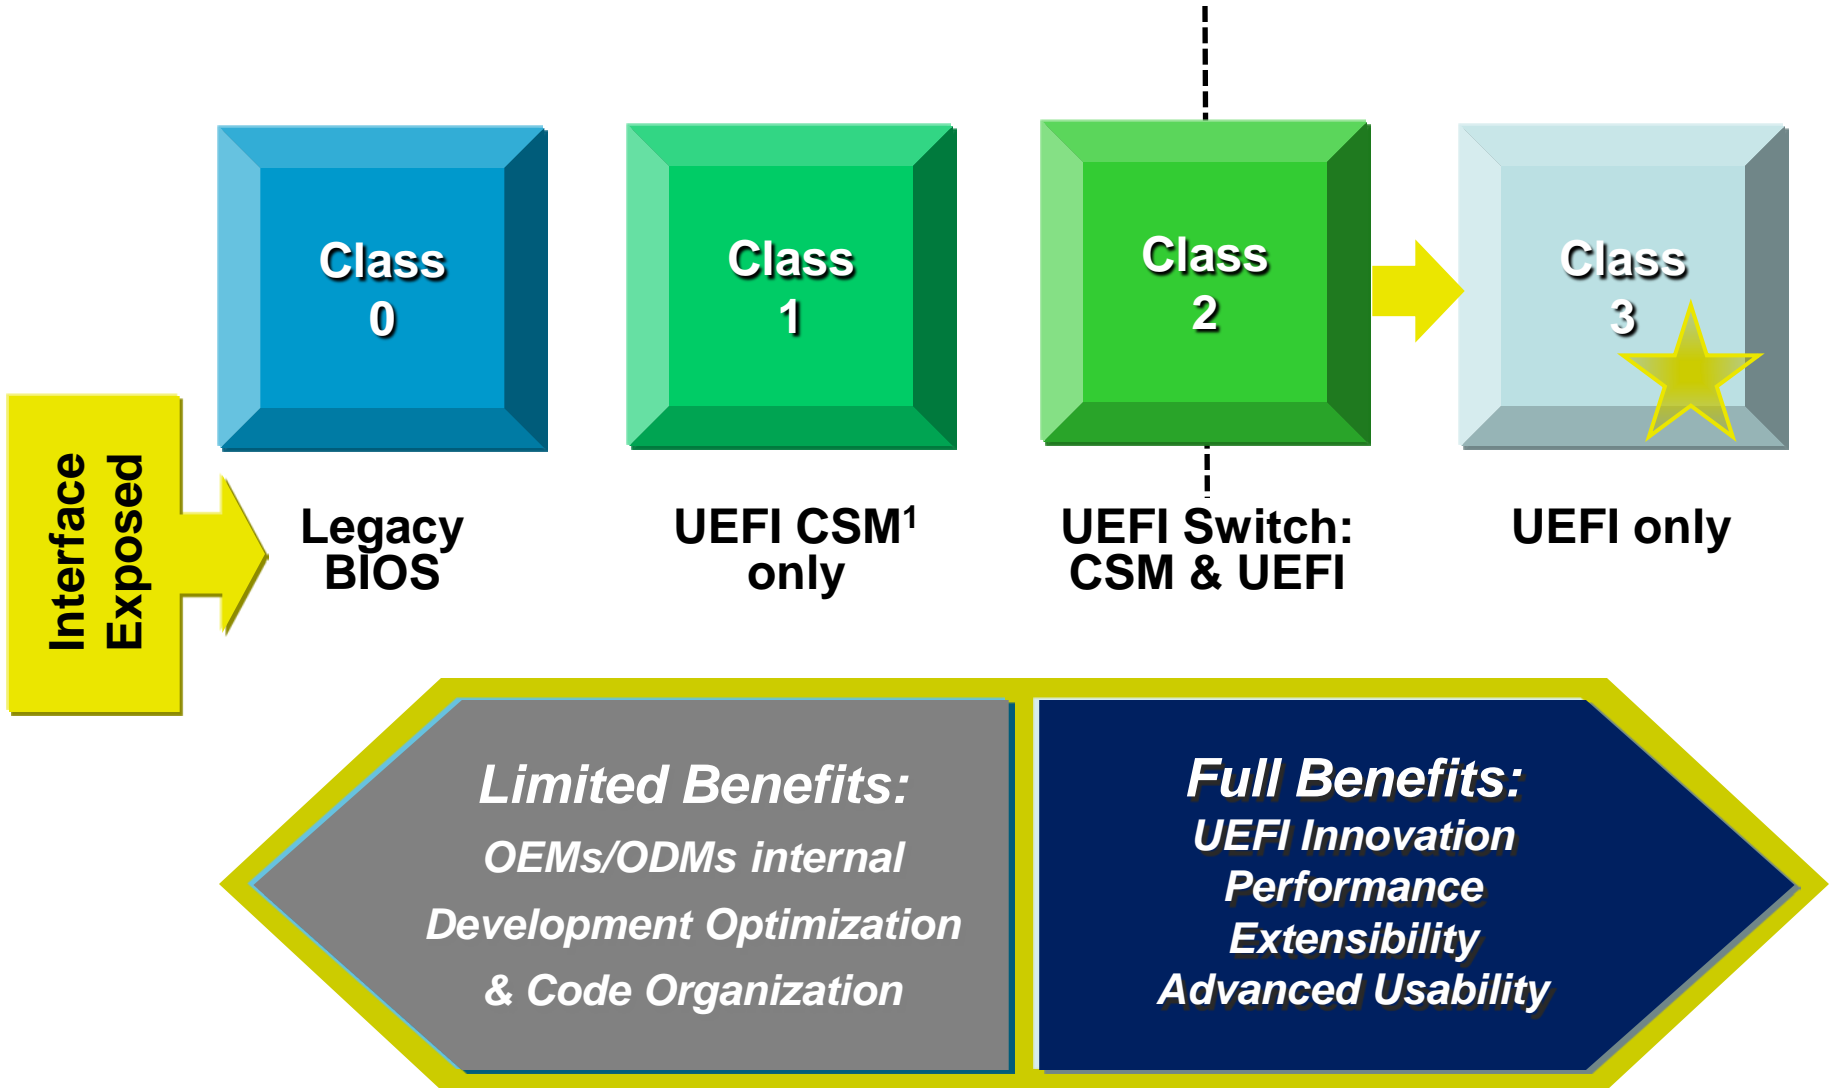 Class
0
Class
1
Class
2
Class
3
Interface
Exposed
Legacy
BIOS
UEFI CSM¹
only
UEFI Switch:
CSM & UEFI
UEFI only
Limited Benefits:
OEMs/ODMs internal
Development Optimization
& Code Organization
Full Benefits:
UEFI Innovation
Performance
Extensibility
Advanced Usability